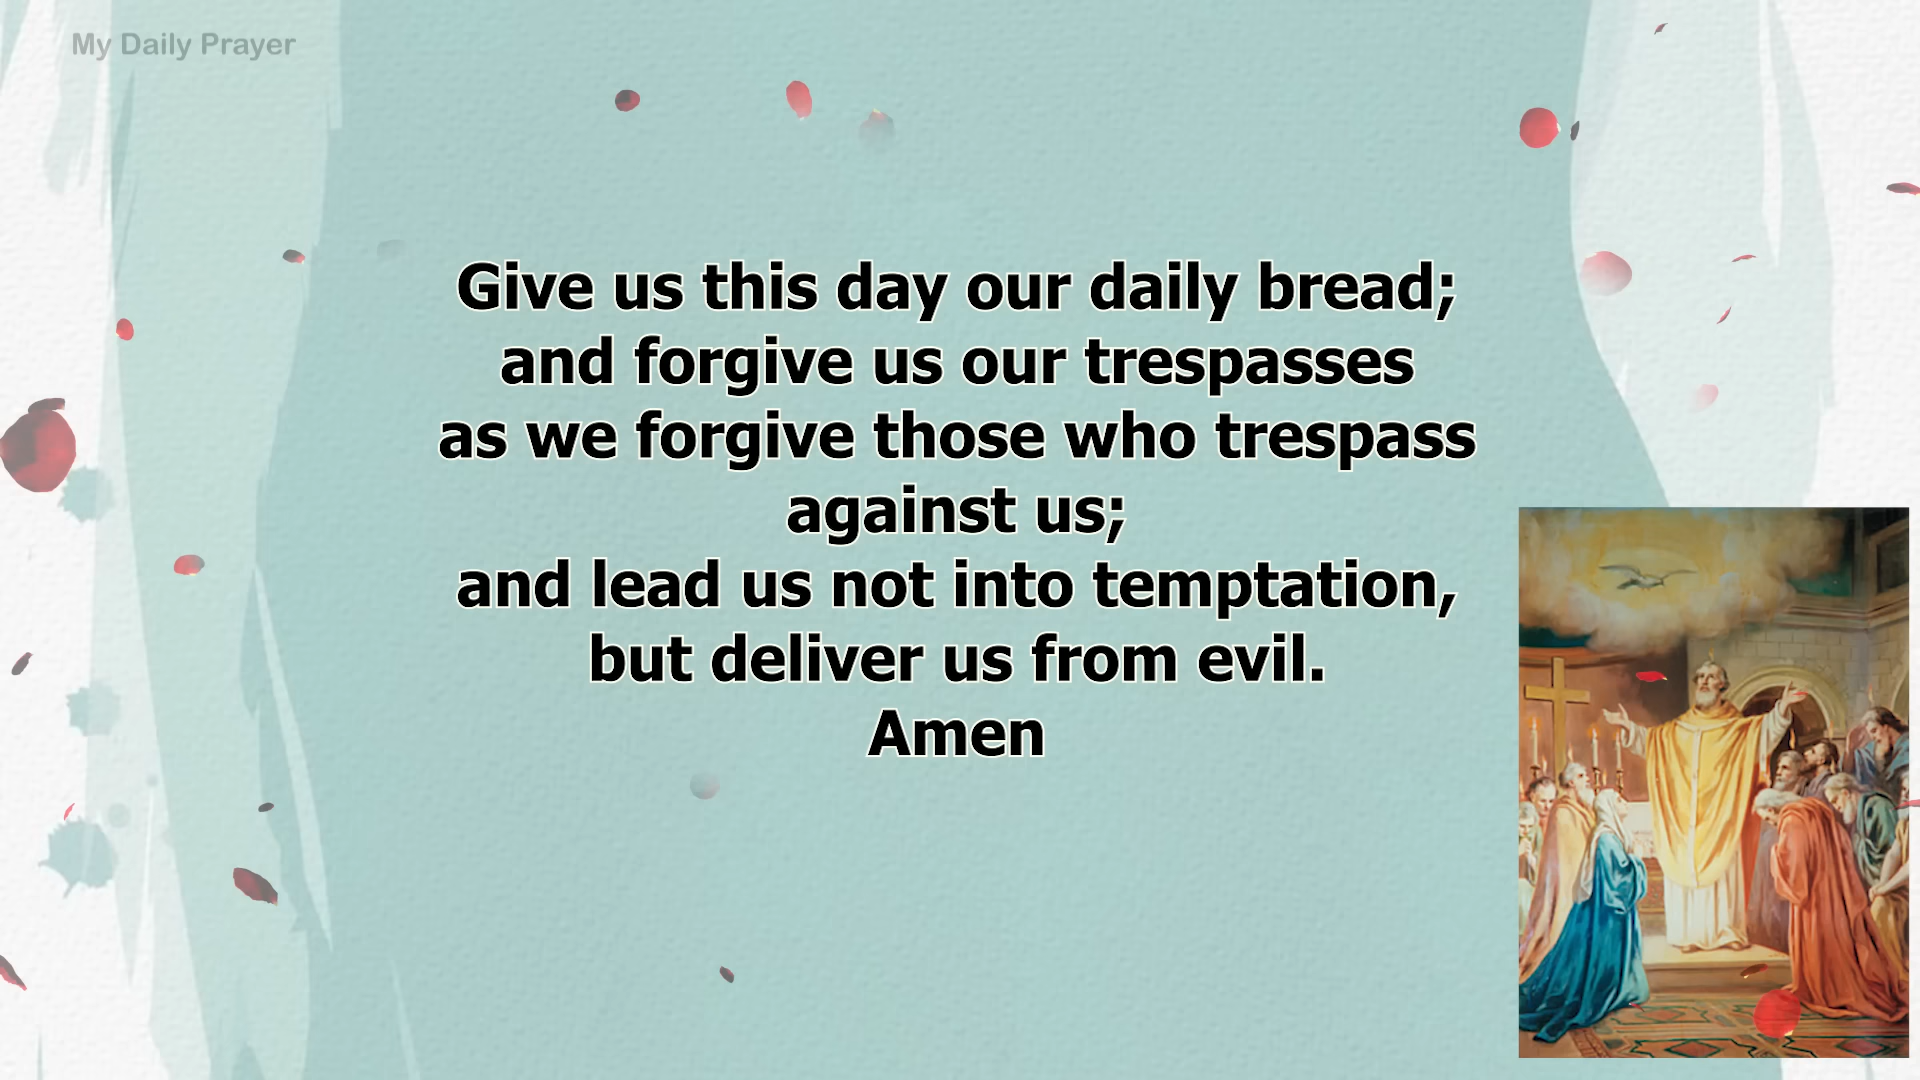 My Daily Prayer
Give us this day our daily bread;
and forgive us our trespasses
as we forgive those who trespass
against us;
and lead us not into temptation,
but deliver us from evil.
Amen